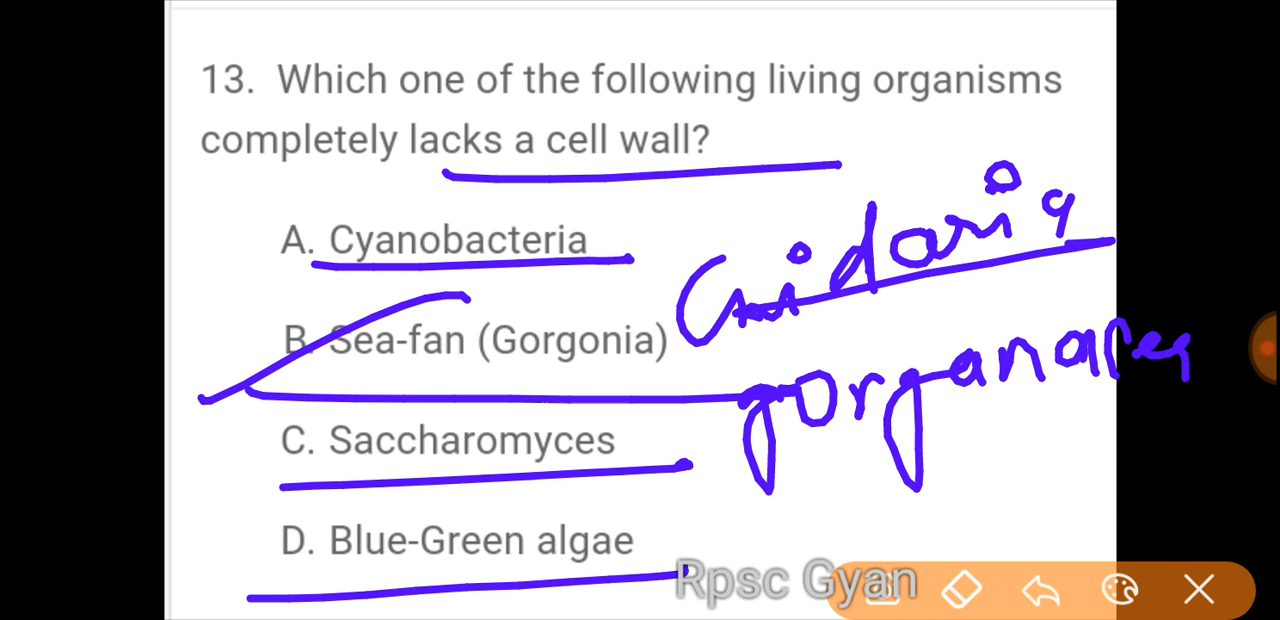 13. Which one of the following living organisms
completely lacks a cell wall?
A. Cyanobacteria
Cnidaria
B. Sea-fan (Gorgonia)
C. Saccharomyces
D. Blue-Green algae
Rpsc Gyan